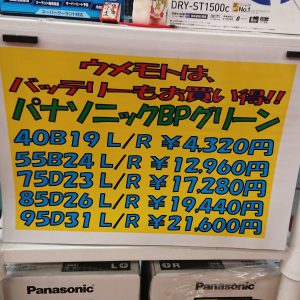 DRY-ST1500c
ウメモトは、
バッテリーもお買い得!!
パナソニックBPグリーン
40B19 L/R ¥4,320円
55B24 L/R ¥12,960円
75D23 L/R ¥17,280円
85D26 L/R ¥19,440円
95D31 L/R ¥21,600円
Panasonic
L
R
Panasonic